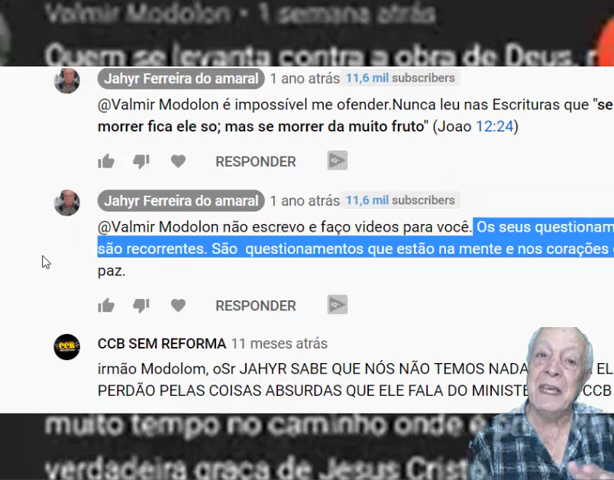 Valmir Modolon • 1 semana atrás
Quem se levanta contra a obra de Deus,
Jahyr Ferreira do amaral 1 ano atrás 11,6 mil subscribers
@Valmir Modolon é impossível me ofender.Nunca leu nas Escrituras que "se
morrer fica ele so; mas se morrer da muito fruto" (Joao 12:24)
RESPONDER
Jahyr Ferreira do amaral 1 ano atrás 11,6 mil subscribers
@Valmir Modolon não escrevo e faço videos para você. Os seus questionam
são recorrentes. São questionamentos que estão na mente e nos corações
paz.
RESPONDER
CCB SEM REFORMA 11 meses atrás
irmão Modolom, oSr JAHYR SABE QUE NÓS NÃO TEMOS NADA EL
PERDÃO PELAS COISAS ABSURDAS QUE ELE FALA DO MINISTE CCB
muito tempo no caminho onde é
verdadeira graça de Jesus Cristo